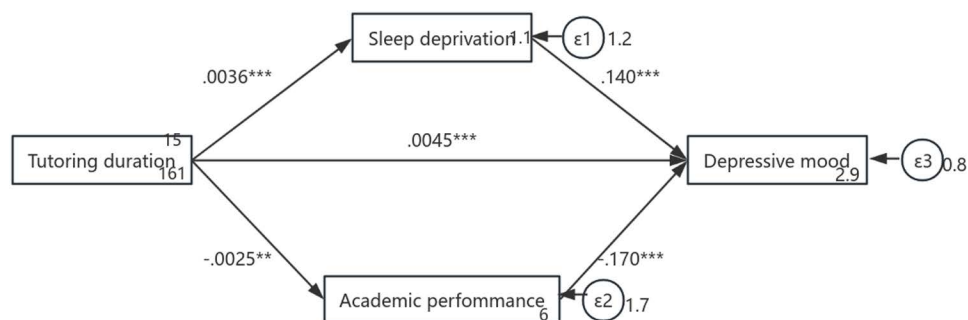 Sleep deprivation
1.1
ε1
1.2
.0036***
.140***
15
Tutoring duration
161
.0045***
Depressive mood
2.9
ε3
0.8
-.0025**
-.170***
Academic perfommance
6
ε2
1.7